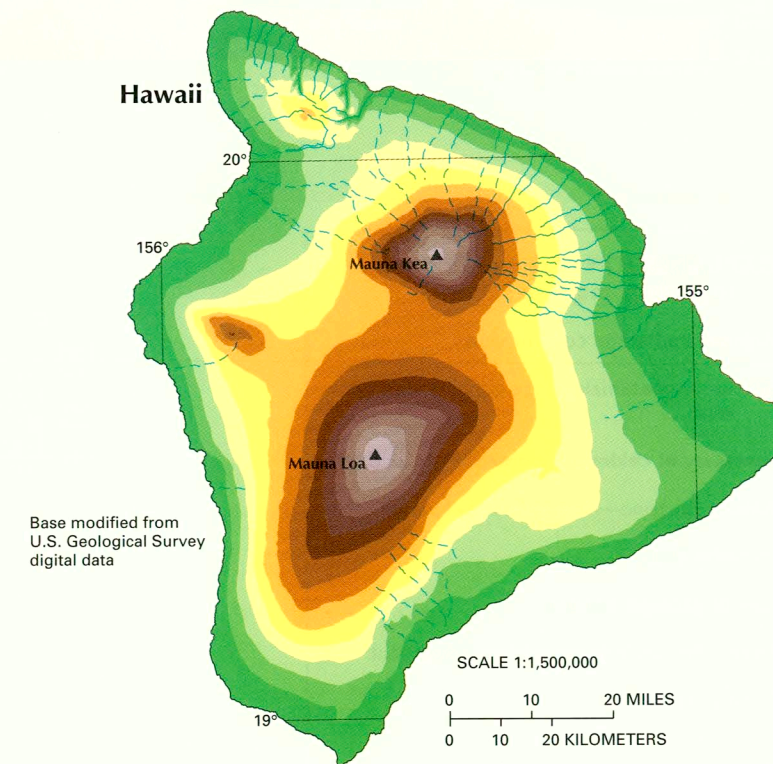 Hawaii
20°
156°
Mauna Kea
155°
Mauna Loa
Base modified from
U.S. Geological Survey
digital data
SCALE 1:1,500,000
0 10 20 MILES
0 10 20 KILOMETERS
19°